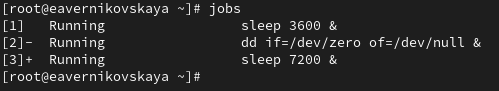 [root@eavernikovskaya ~]# jobs
[1]   Running                 sleep 3600 &
[2]-  Running                 dd if=/dev/zero of=/dev/null &
[3]+  Running                 sleep 7200 &
[root@eavernikovskaya ~]#